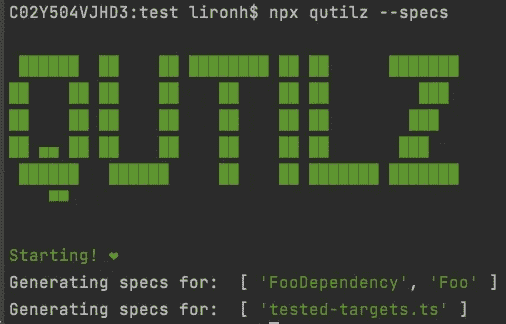 C02Y504VJHD3:test lironh$ npx qutilz --specs
QUTILZ
Starting! ❤
Generating specs for:  [ 'FooDependency', 'Foo' ]
Generating specs for:  [ 'tested-targets.ts' ]